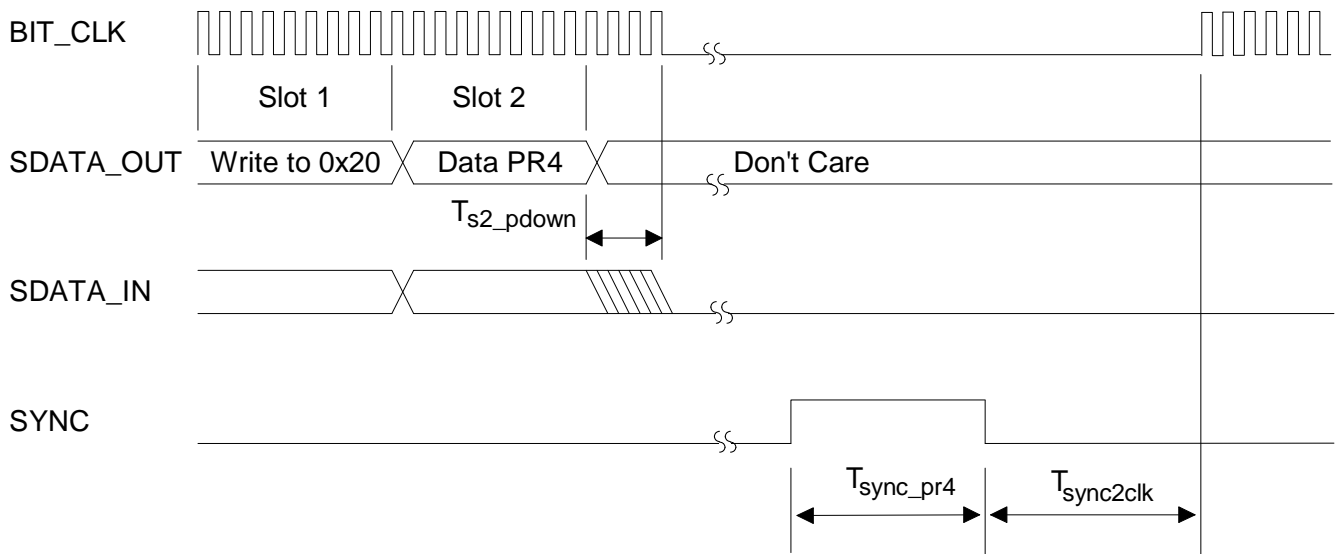 BIT_CLK
Slot 1 Slot 2
SDATA_OUT Write to 0x20 Data PR4 Don't Care
Ts2_pdown
SDATA_IN
SYNC
Tsync_pr4 Tsync2clk